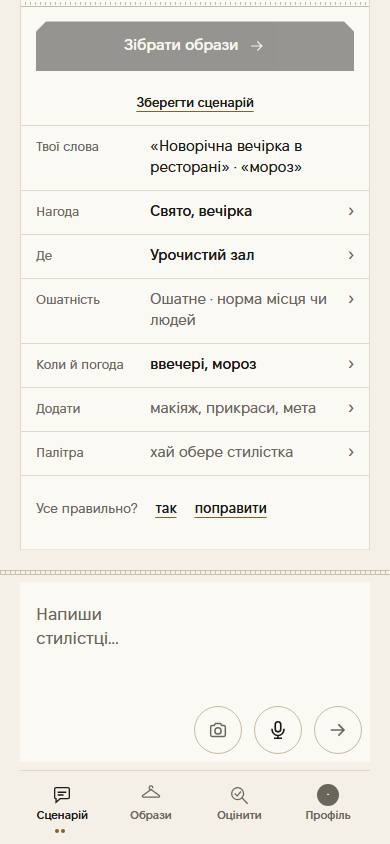 Зібрати образи →
Зберегти сценарій
Твої слова
«Новорічна вечірка в
ресторані» · «мороз»
Нагода
Свято, вечірка
Де
Урочистий зал
Ошатність
Ошатне · норма місця чи
людей
Коли й погода
ввечері, мороз
Додати
макіяж, прикраси, мета
Палітра
хай обере стилістка
Усе правильно? так поправити
Напиши
стилістці...
Сценарій
Образи
Оцінити
Профіль